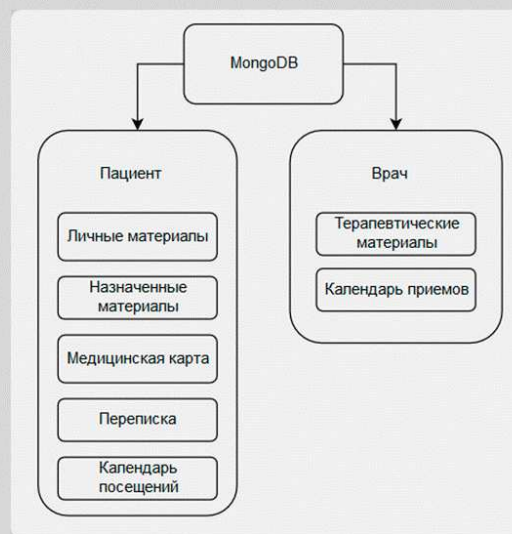 MongoDB
Пациент
Личные материалы
Назначенные
материалы
Медицинская карта
Переписка
Календарь
посещений
Врач
Терапевтические
материалы
Календарь приемов